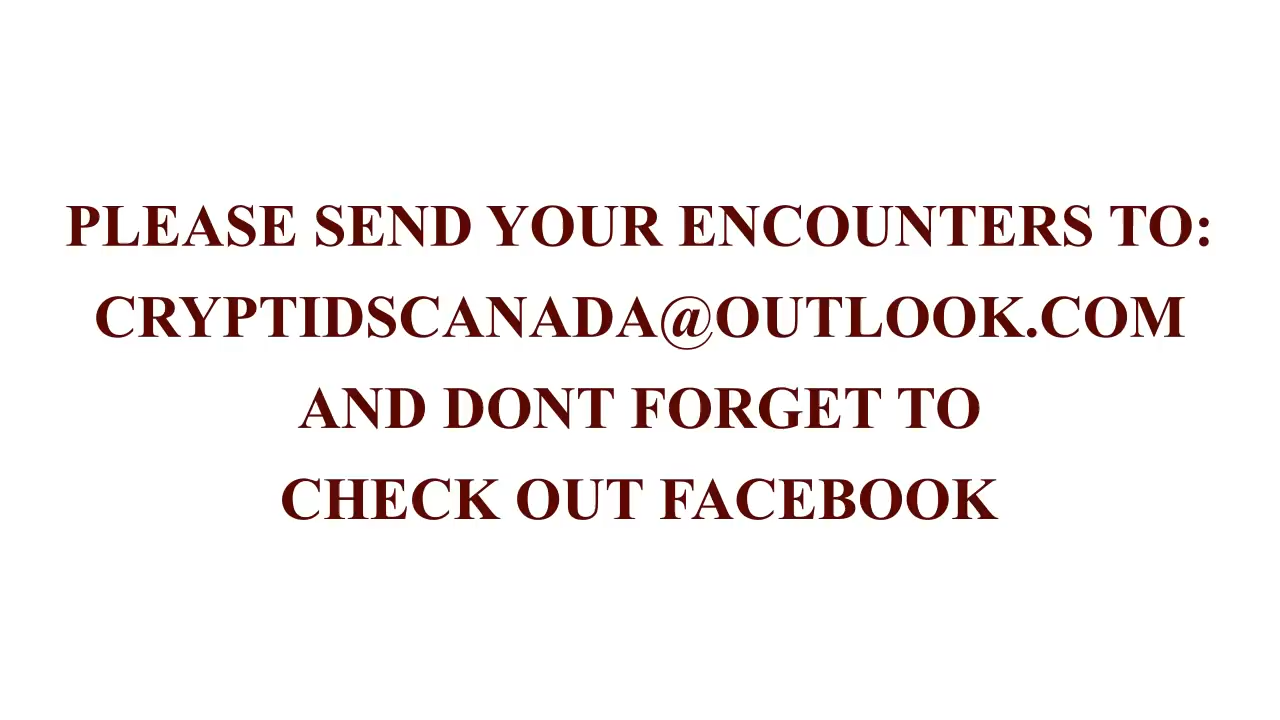 PLEASE SEND YOUR ENCOUNTERS TO:
CRYPTIDSCANADA@OUTLOOK.COM
AND DONT FORGET TO
CHECK OUT FACEBOOK